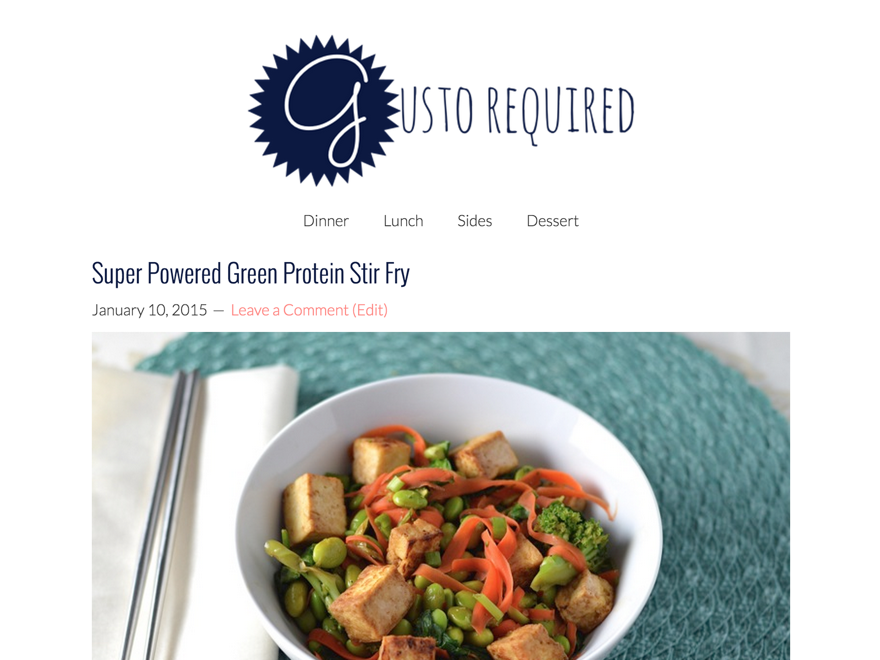 Gusto Required
Dinner Lunch Sides Dessert
Super Powered Green Protein Stir Fry
January 10, 2015 — Leave a Comment (Edit)